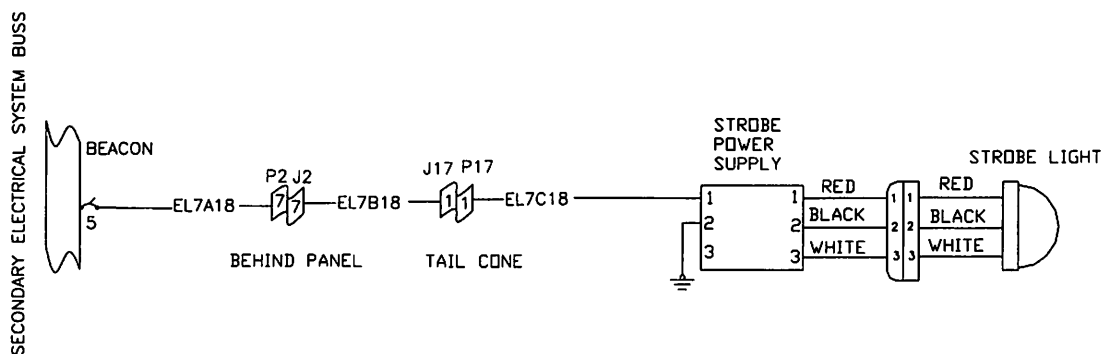 SECONDARY ELECTRICAL SYSTEM BUSS
BEACON
5
EL7A18
P2 J2
7 7
EL7B18
BEHIND PANEL
J17 P17
1 1
EL7C18
TAIL CONE
STROBE
POWER
SUPPLY
1 1
2 2
3 3
RED
BLACK
WHITE
1 1
2 2
3 3
RED
BLACK
WHITE
STROBE LIGHT